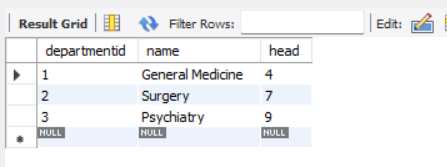 Result Grid Filter Rows: Edit:
departmentid name head
1 General Medicine 4
2 Surgery 7
3 Psychiatry 9
NULL NULL NULL